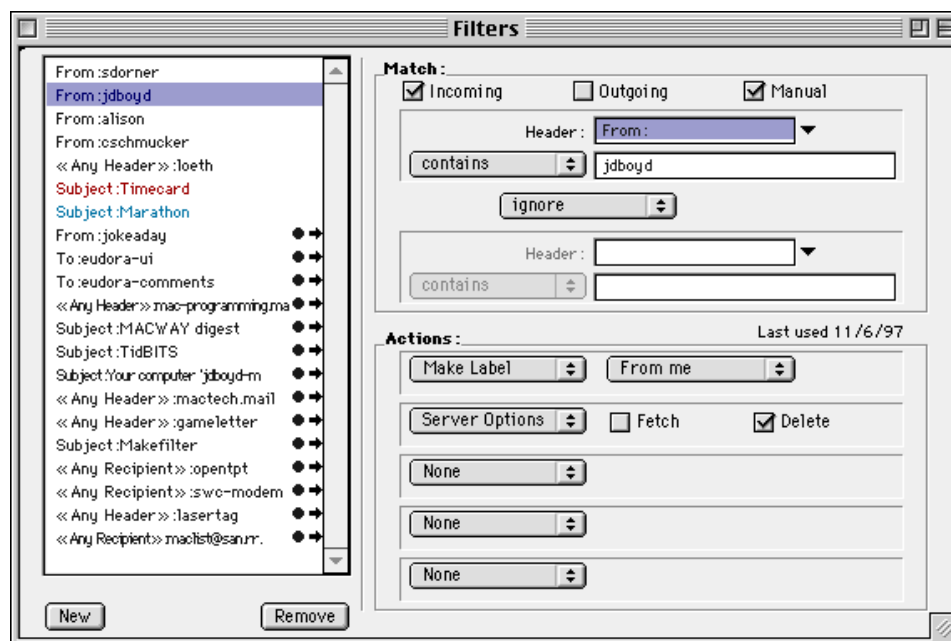 Filters
From:sdorner
From:jdboyd
From:alison
From:cschmucker
«Any Header»:loeth
Subject:Timecard
Subject:Marathon
From:jokeaday
To:eudora-ui
To:eudora-comments
«Any Header»:mac-programming.ma
Subject:MACWAY digest
Subject:TidBITS
Subject:Your computer 'jdboyd-m
«Any Header»:mactech.mail
«Any Header»:gameletter
Subject:Makefilter
«Any Recipient»:opentpt
«Any Recipient»:swc-modem
«Any Header»:lasertag
«Any Recipient»:maclist@san.rr.
New Remove
Match:
Incoming Outgoing Manual
Header: From:
contains jdboyd
ignore
Header:
contains
Actions: Last used 11/6/97
Make Label From me
Server Options Fetch Delete
None
None
None